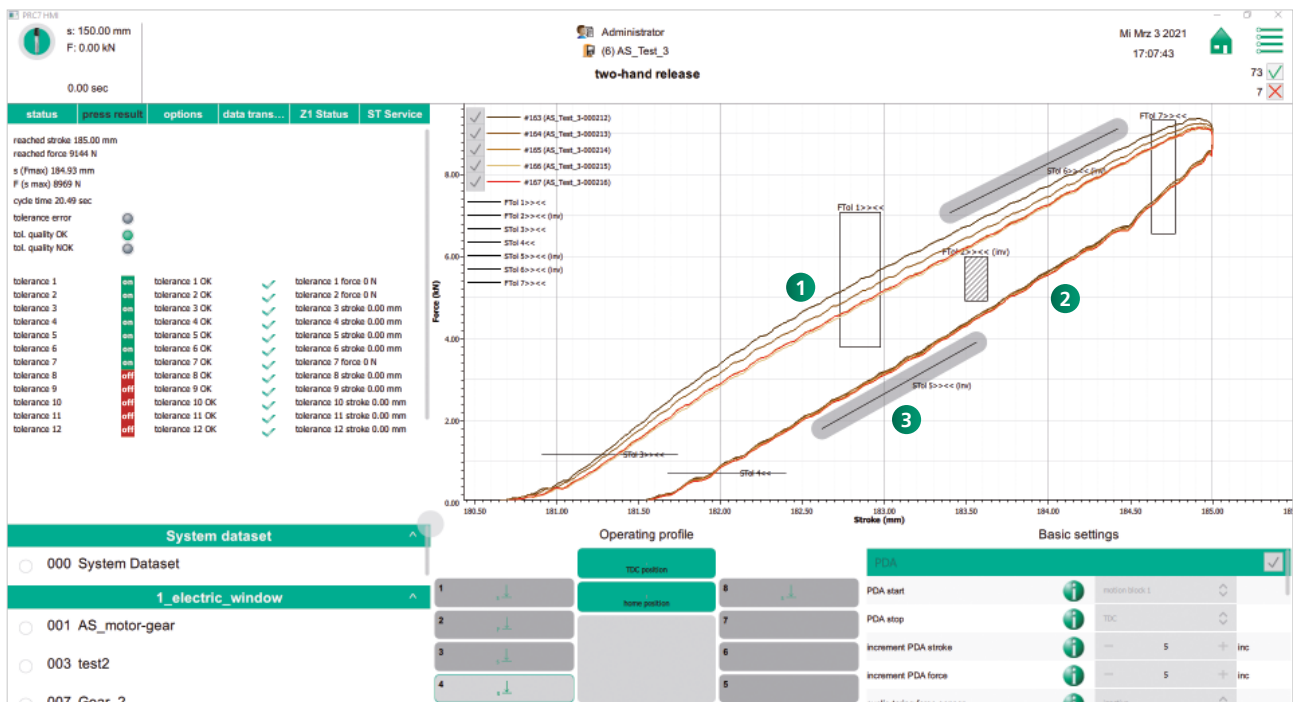 PRCT HMI
s: 150.00 mm
F: 0.00 kN
0.00 sec
Administrator
(6) AS_Test_3
two-hand release
Mi Mrz 3 2021
17:07:43
73
7
status press result options data trans... Z1 Status ST Service
reached stroke 185.00 mm
reached force 9144 N
s (Fmax) 184.93 mm
F (s max) 8969 N
cycle time 20.49 sec
tolerance error
tol. quality OK
tol. quality NOK
tolerance 1 on tolerance 1 OK tolerance 1 force 0 N
tolerance 2 on tolerance 2 OK tolerance 2 force 0 N
tolerance 3 on tolerance 3 OK tolerance 3 stroke 0.00 mm
tolerance 4 on tolerance 4 OK tolerance 4 stroke 0.00 mm
tolerance 5 on tolerance 5 OK tolerance 5 stroke 0.00 mm
tolerance 6 on tolerance 6 OK tolerance 6 stroke 0.00 mm
tolerance 7 on tolerance 7 OK tolerance 7 force 0 N
tolerance 8 off tolerance 8 OK tolerance 8 stroke 0.00 mm
tolerance 9 off tolerance 9 OK tolerance 9 stroke 0.00 mm
tolerance 10 off tolerance 10 OK tolerance 10 stroke 0.00 mm
tolerance 11 off tolerance 11 OK tolerance 11 stroke 0.00 mm
tolerance 12 off tolerance 12 OK tolerance 12 stroke 0.00 mm
#163 (AS_Test_3-000212)
#164 (AS_Test_3-000213)
#165 (AS_Test_3-000214)
#166 (AS_Test_3-000215)
#167 (AS_Test_3-000216)
FTol 1>><<
FTol 2>><< (inv)
STol 3>><<
STol 4<<
STol 5>><< (inv)
STol 6>><< (inv)
FTol 7>><<
FTol 7>><<
STol 6>><< (inv)
FTol 1>><<
FTol 2>><< (inv)
1
2
STol 5>><< (inv)
3
STol 3>><<
STol 4<<
Force (kN)
8.00
6.00
4.00
2.00
0.00
180.50 181.00 181.50 182.00 182.50 183.00 183.50 184.00 184.50 185.00
Stroke (mm)
System dataset
000 System Dataset
1_electric_window
001 AS_motor-gear
003 test2
007 Gear_2
Operating profile
TDC position
home position
1
2
3
4
8
7
6
5
Basic settings
PDA
PDA start motion block 1
PDA stop TDC
increment PDA stroke 5 inc
increment PDA force 5 inc